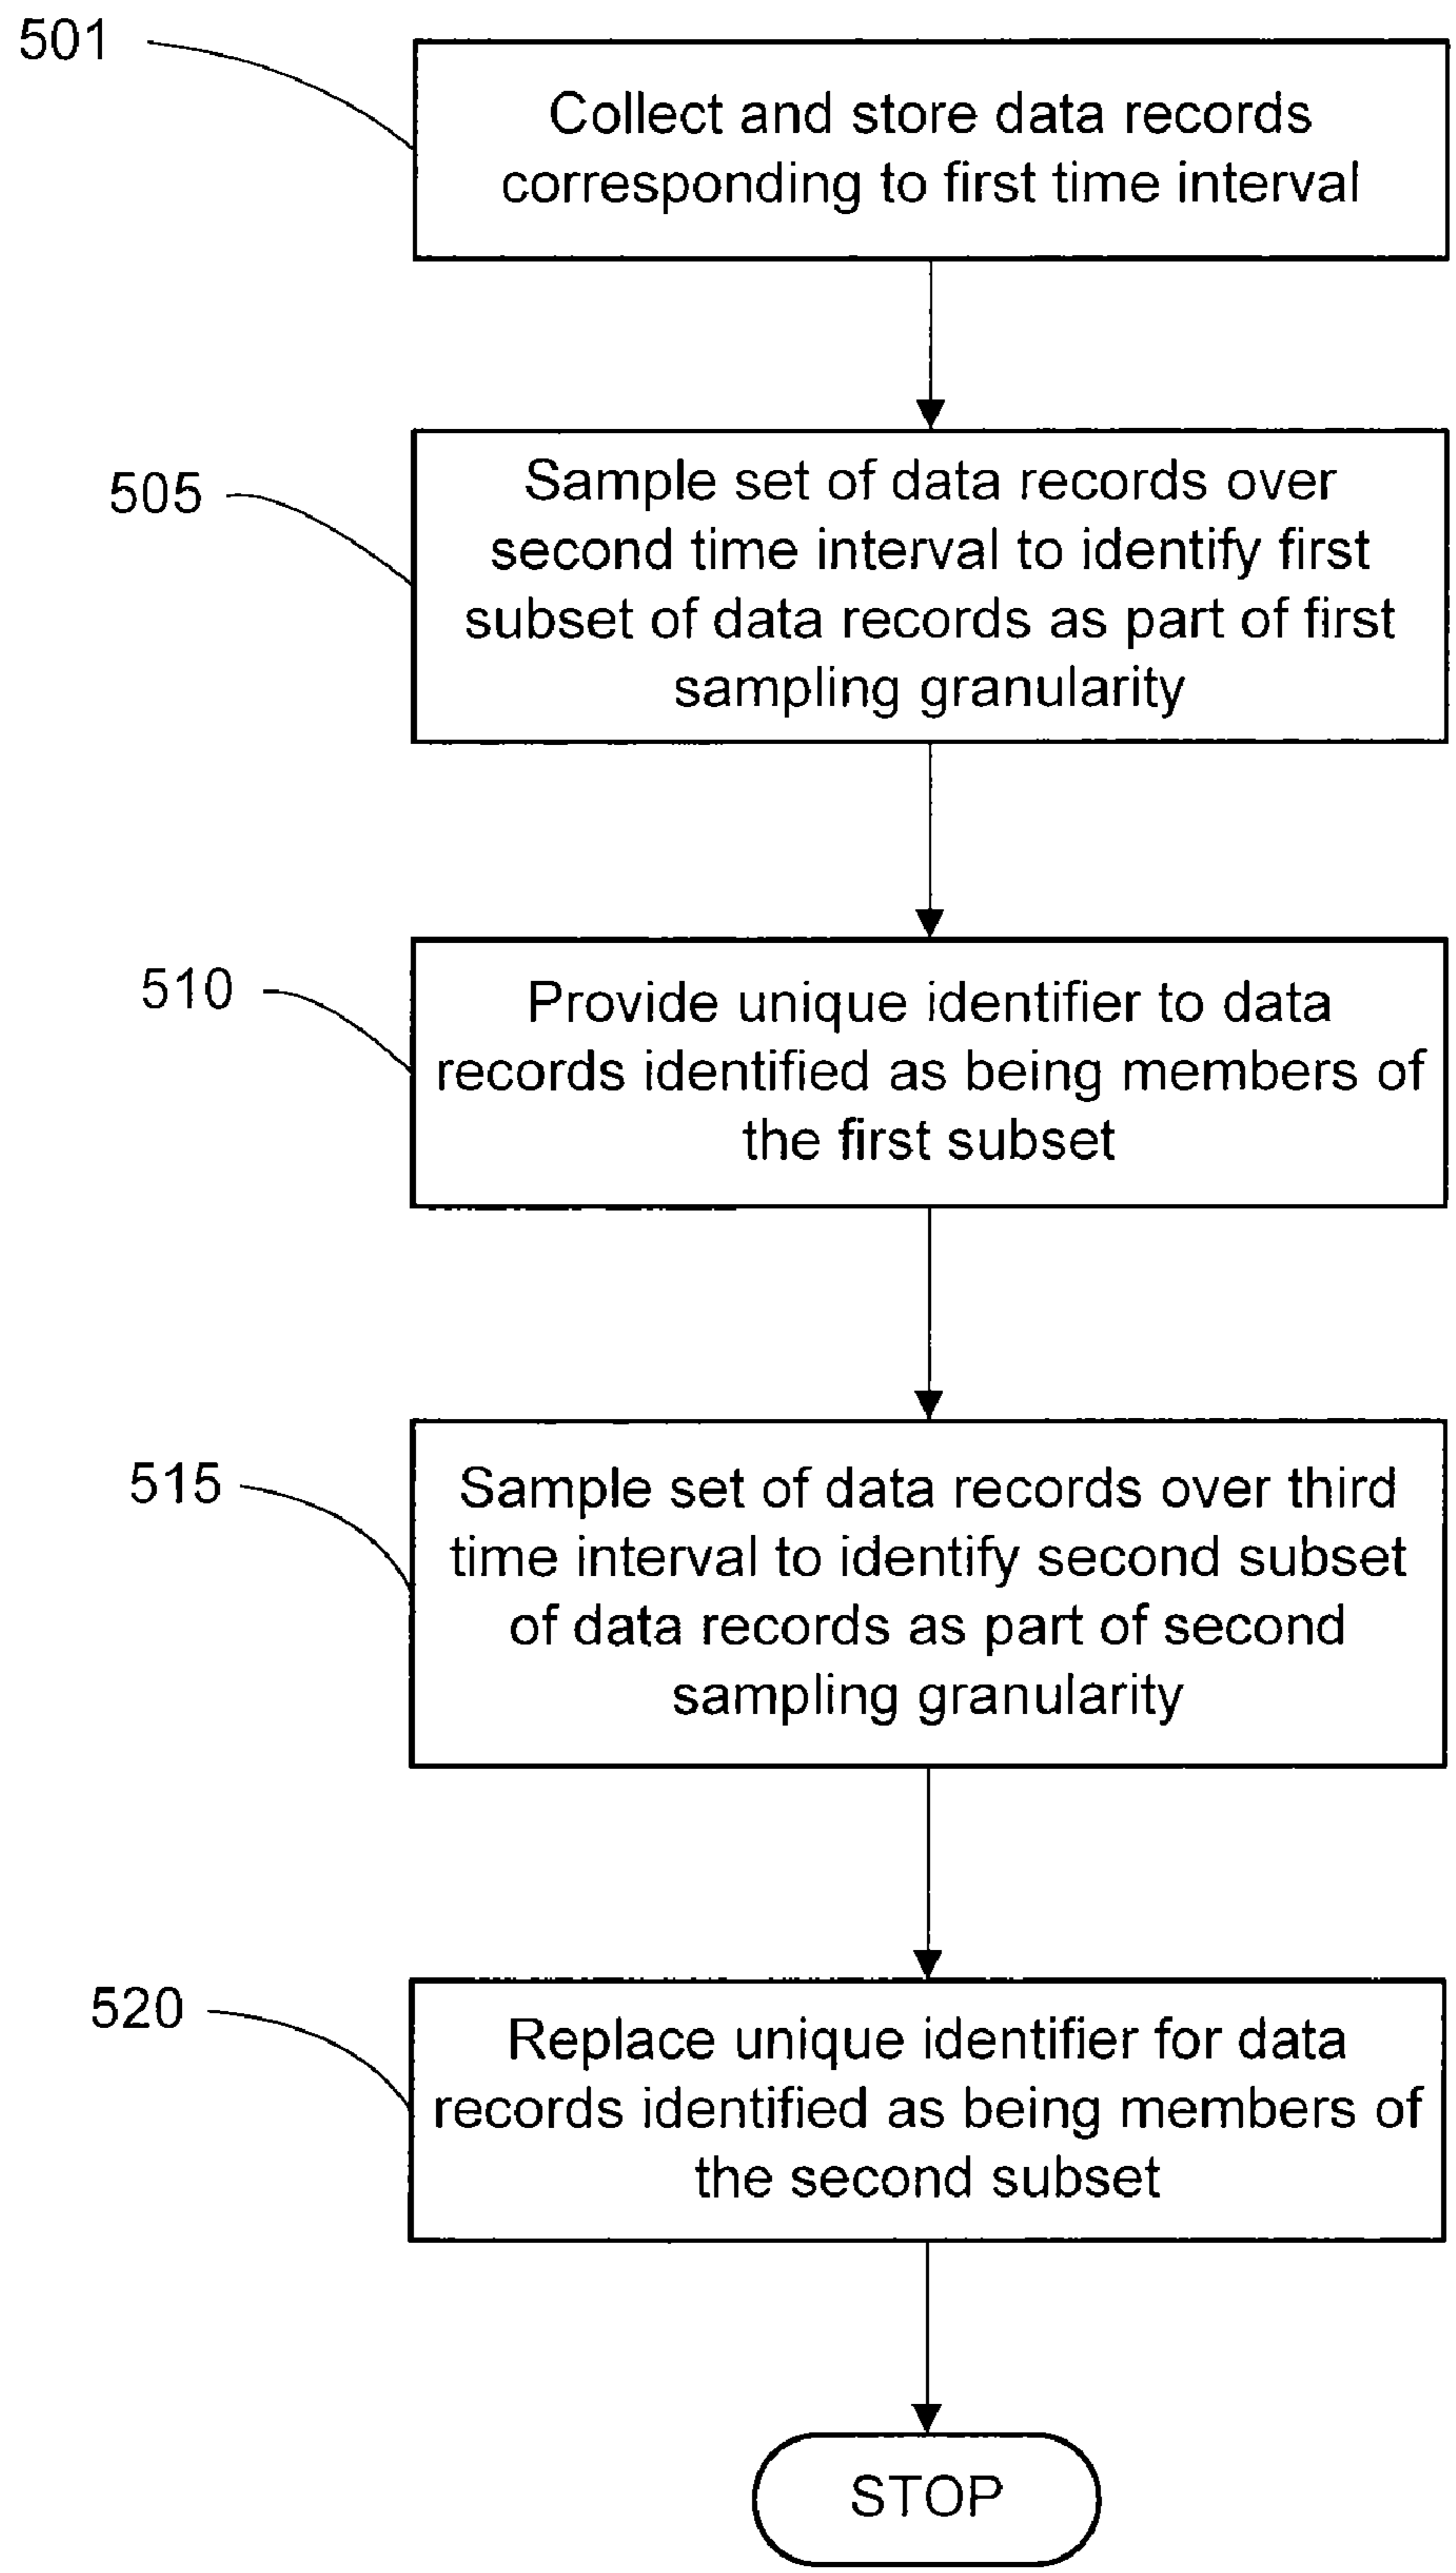 501
Collect and store data records
corresponding to first time interval
505
Sample set of data records over
second time interval to identify first
subset of data records as part of first
sampling granularity
510
Provide unique identifier to data
records identified as being members of
the first subset
515
Sample set of data records over third
time interval to identify second subset
of data records as part of second
sampling granularity
520
Replace unique identifier for data
records identified as being members of
the second subset
STOP